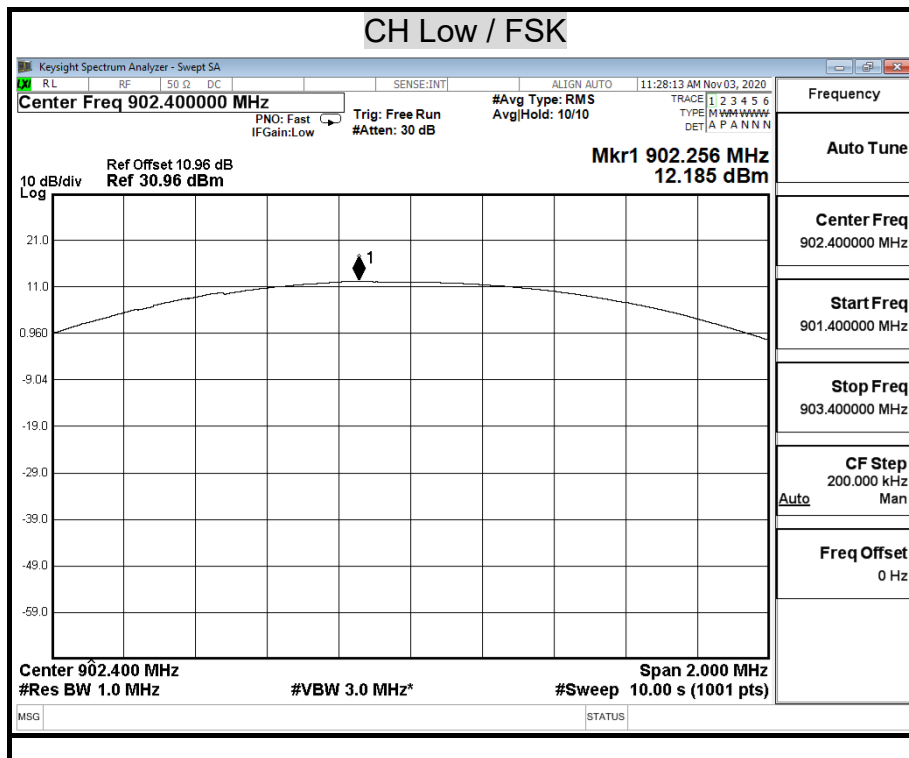 CH Low / FSK
Keysight Spectrum Analyzer - Swept SA
LXI RL RF 50 Ω DC SENSE:INT ALIGN AUTO 11:28:13 AM Nov 03, 2020
Center Freq 902.400000 MHz
PNO: Fast
IFGain:Low
Trig: Free Run
#Atten: 30 dB
#Avg Type: RMS
Avg|Hold: 10/10
TRACE 1 2 3 4 5 6
TYPE M WM WWWW
DET A P A N N N
Ref Offset 10.96 dB
10 dB/div Ref 30.96 dBm
Log
Mkr1 902.256 MHz
12.185 dBm
1
21.0
11.0
0.960
-9.04
-19.0
-29.0
-39.0
-49.0
-59.0
Center 902.400 MHz
Span 2.000 MHz
#Res BW 1.0 MHz
#VBW 3.0 MHz*
#Sweep 10.00 s (1001 pts)
MSG
STATUS
Frequency
Auto Tune
Center Freq
902.400000 MHz
Start Freq
901.400000 MHz
Stop Freq
903.400000 MHz
CF Step
200.000 kHz
Auto Man
Freq Offset
0 Hz